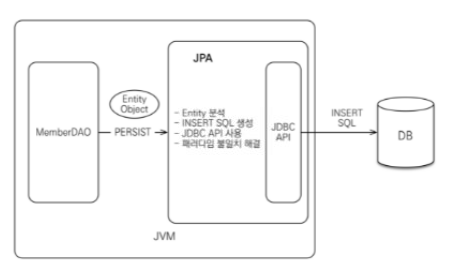 JPA
Entity
Object
MemberDAO
PERSIST
- Entity 분석
- INSERT SQL 생성
- JDBC API 사용
- 패러다임 불일치 해결
JDBC
API
INSERT
SQL
DB
JVM